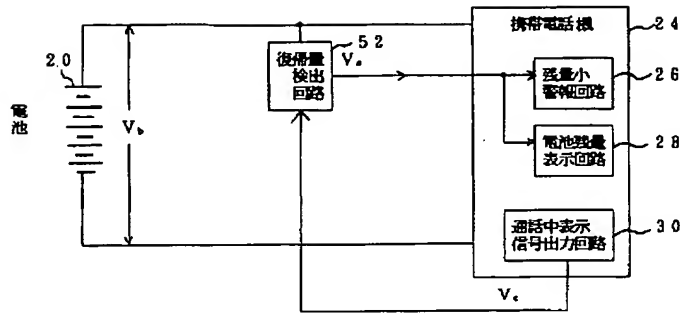 携帯電話機
24
20
52
復帰量
検出
回路
Va
残量小
警報回路
26
電池
Vb
電池残量
表示回路
28
通話中表示
信号出力回路
30
Vc